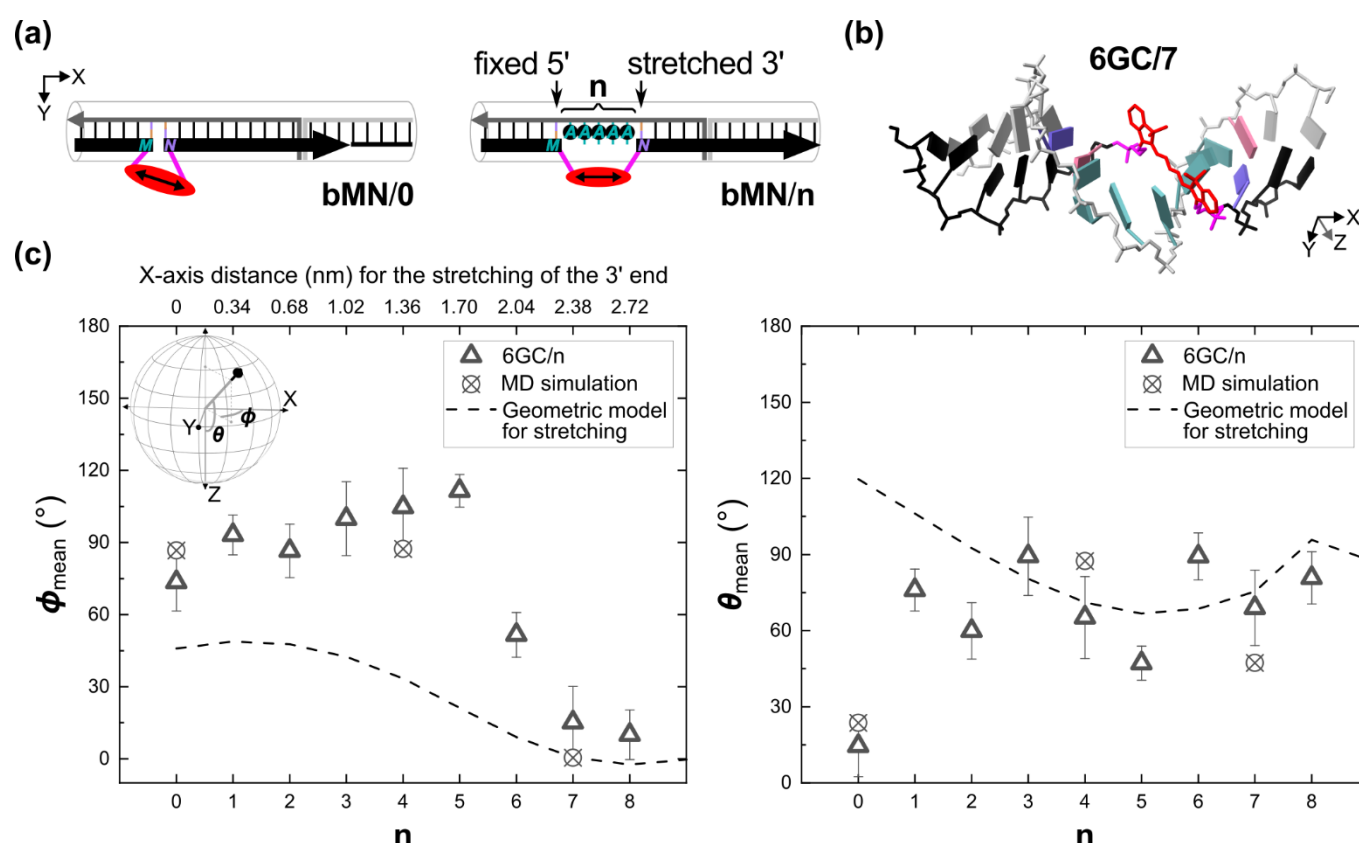 (a)
X
Y
fixed 5' stretched 3'
n
M N
M A A A A A N
bMN/0
bMN/n
(b)
6GC/7
X
Y Z
(c)
X-axis distance (nm) for the stretching of the 3' end
0 0.34 0.68 1.02 1.36 1.70 2.04 2.38 2.72
180
150
120
90
60
30
0
ϕmean (°)
X
Y
Z
θ
ϕ
6GC/n
MD simulation
Geometric model
for stretching
0 1 2 3 4 5 6 7 8
n
180
150
120
90
60
30
0
θmean (°)
6GC/n
MD simulation
Geometric model
for stretching
0 1 2 3 4 5 6 7 8
n